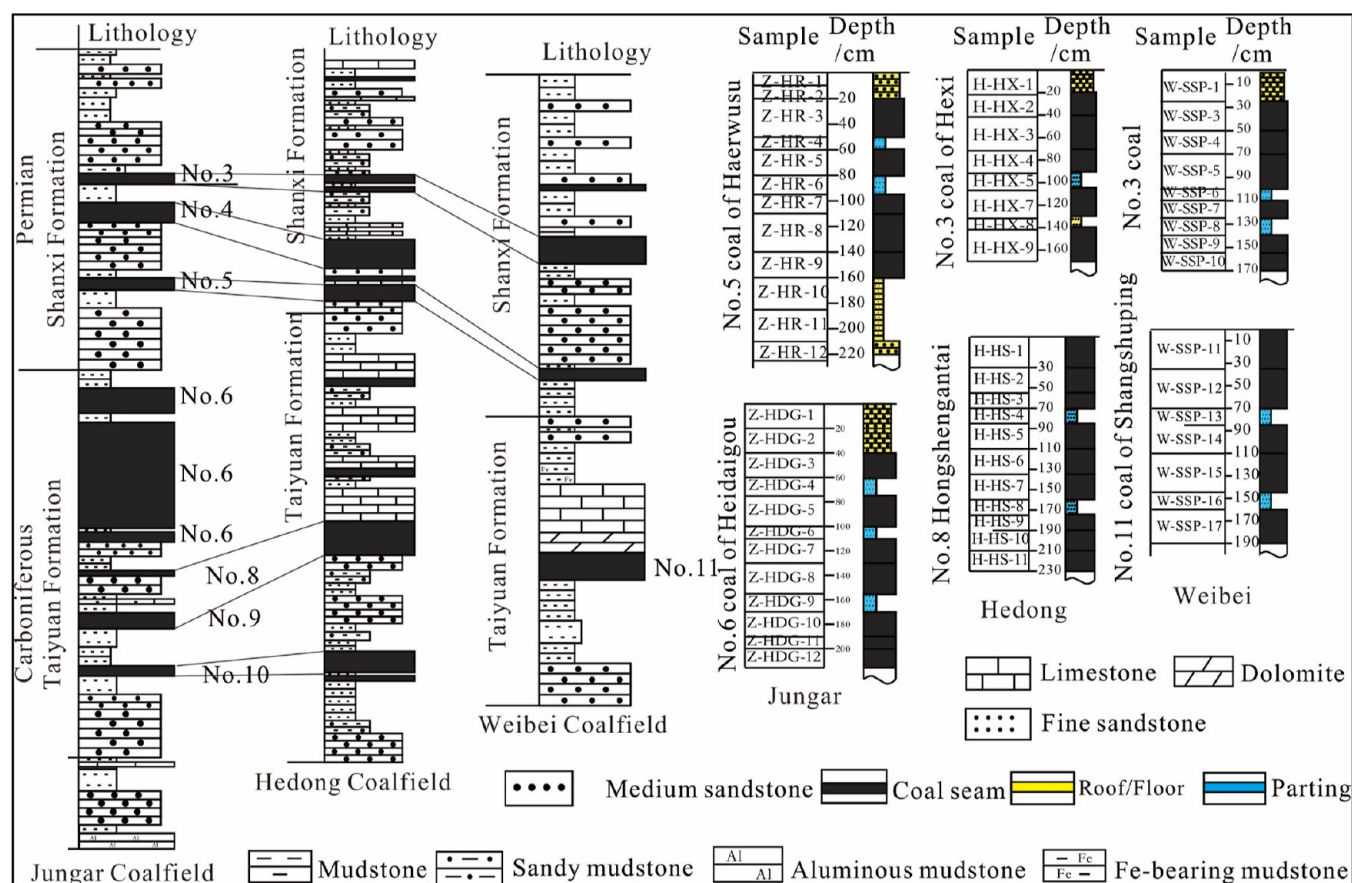 Lithology
Permian
Shanxi Formation
Carboniferous
Taiyuan Formation
No.3
No.4
No.5
No.6
No.6
No.6
No.8
No.9
No.10
Jungar Coalfield
Lithology
Shanxi Formation
Taiyuan Formation
Hedong Coalfield
Lithology
Shanxi Formation
Taiyuan Formation
Fe
Fe
No.11
Weibei Coalfield
Al Al
Al Al
Sample Depth /cm
No.5 coal of Haerwusu
Z-HR-1
Z-HR-2
20
Z-HR-3
40
Z-HR-4
60
Z-HR-5
80
Z-HR-6
100
Z-HR-7
120
Z-HR-8
140
Z-HR-9
160
Z-HR-10
180
Z-HR-11
200
Z-HR-12
220
No.6 coal of Heidaigou
Z-HDG-1
20
Z-HDG-2
40
Z-HDG-3
60
Z-HDG-4
80
Z-HDG-5
100
Z-HDG-6
120
Z-HDG-7
Z-HDG-8
140
Z-HDG-9
160
Z-HDG-10
180
Z-HDG-11
200
Z-HDG-12
Jungar
Sample Depth /cm
No.3 coal of Hexi
H-HX-1
20
H-HX-2
40
H-HX-3
60
H-HX-4
80
H-HX-5
100
H-HX-7
120
H-HX-8
140
H-HX-9
160
No.8 Hongshengantai
H-HS-1
30
H-HS-2
50
H-HS-3
70
H-HS-4
90
H-HS-5
110
H-HS-6
130
H-HS-7
150
H-HS-8
170
H-HS-9
190
H-HS-10
210
H-HS-11
230
Hedong
Sample Depth /cm
No.3 coal
W-SSP-1
10
30
W-SSP-3
50
W-SSP-4
70
W-SSP-5
90
W-SSP-6
110
W-SSP-7
130
W-SSP-8
150
W-SSP-9
W-SSP-10
170
No.11 coal of Shangshuping
W-SSP-11
10
30
W-SSP-12
50
70
W-SSP-13
90
W-SSP-14
110
W-SSP-15
130
W-SSP-16
150
W-SSP-17
170
190
Weibei
Limestone
Dolomite
Fine sandstone
Medium sandstone
Coal seam
Roof/Floor
Parting
Mudstone
Sandy mudstone
Al
Al
Aluminous mudstone
Fe
Fe
Fe-bearing mudstone